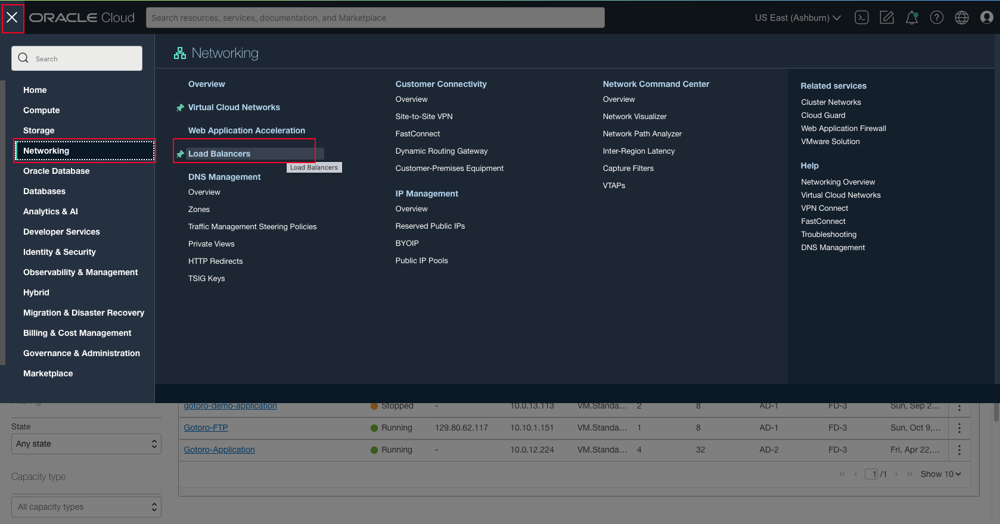 ORACLE Cloud
Search resources, services, documentation, and Marketplace
US East (Ashburn)
Search
Home
Compute
Storage
Networking
Oracle Database
Databases
Analytics & AI
Developer Services
Identity & Security
Observability & Management
Hybrid
Migration & Disaster Recovery
Billing & Cost Management
Governance & Administration
Marketplace
Networking
Overview
Virtual Cloud Networks
Web Application Acceleration
Load Balancers
Load Balancers
DNS Management
Overview
Zones
Traffic Management Steering Policies
Private Views
HTTP Redirects
TSIG Keys
Customer Connectivity
Overview
Site-to-Site VPN
FastConnect
Dynamic Routing Gateway
Customer-Premises Equipment
IP Management
Overview
Reserved Public IPs
BYOIP
Public IP Pools
Network Command Center
Overview
Network Visualizer
Network Path Analyzer
Inter-Region Latency
Capture Filters
VTAPs
Related services
Cluster Networks
Cloud Guard
Web Application Firewall
VMware Solution
Help
Networking Overview
Virtual Cloud Networks
VPN Connect
FastConnect
Troubleshooting
DNS Management
State
Any state
Capacity type
All capacity types
gotoro-demo-application Stopped - 10.0.13.113 VM.Standa... 2 8 AD-1 FD-3 Sun, Sep 2...
Gotoro-FTP Running 129.80.62.117 10.10.1.151 VM.Standa... 1 8 AD-1 FD-3 Sun, Oct 9,...
Gotoro-Application Running - 10.0.12.224 VM.Standa... 4 32 AD-2 FD-3 Fri, Apr 22,...
1 /1 Show 10